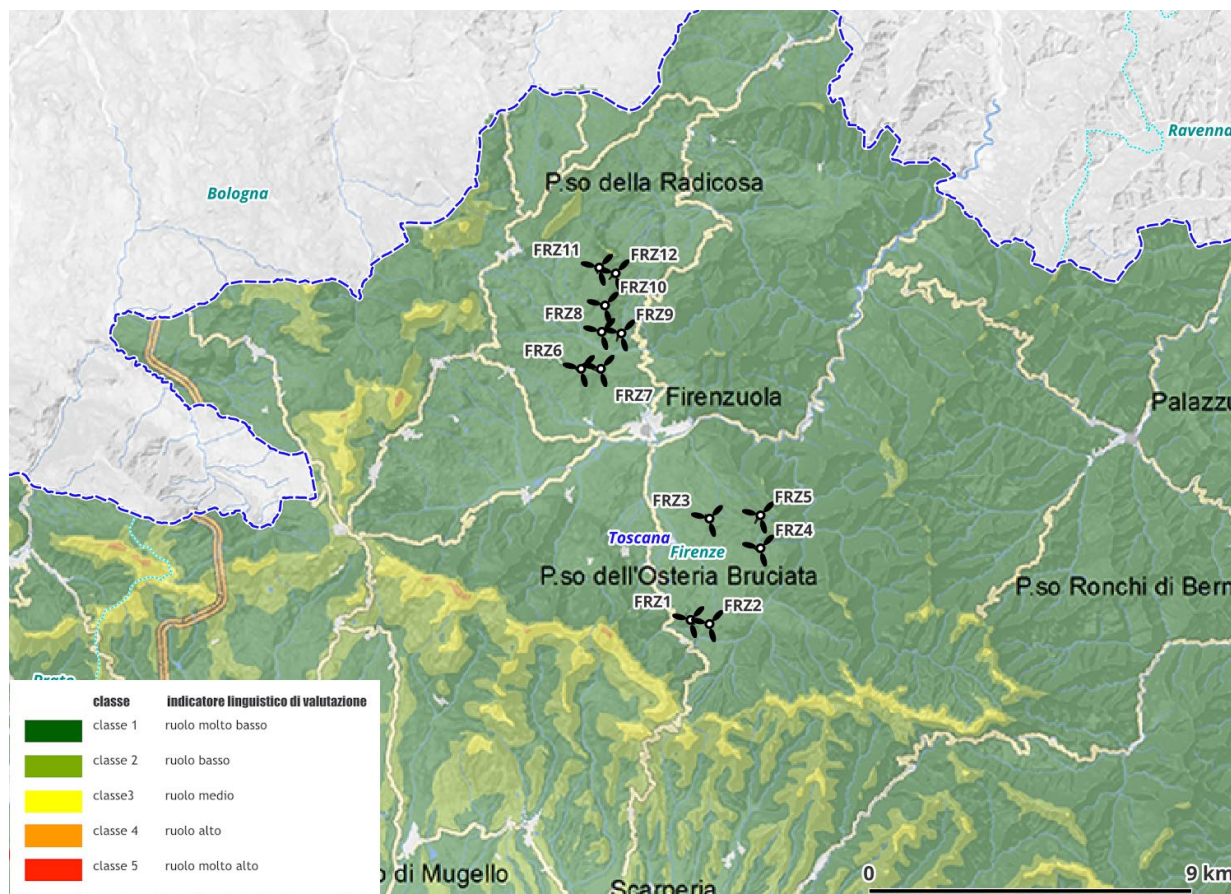 Ravenna
Bologna
P.so della Radicosa
FRZ11
FRZ12
FRZ10
FRZ8
FRZ9
FRZ6
FRZ7
Firenzuola
Palazzu
FRZ3
FRZ5
FRZ4
Toscana
Firenze
P.so dell'Osteria Bruciata
P.so Ronchi di Bern
FRZ1
FRZ2
Prato
classe indicatore linguistico di valutazione
classe 1 ruolo molto basso
classe 2 ruolo basso
classe3 ruolo medio
classe 4 ruolo alto
classe 5 ruolo molto alto
o di Mugello
Scarperia
0 9 km